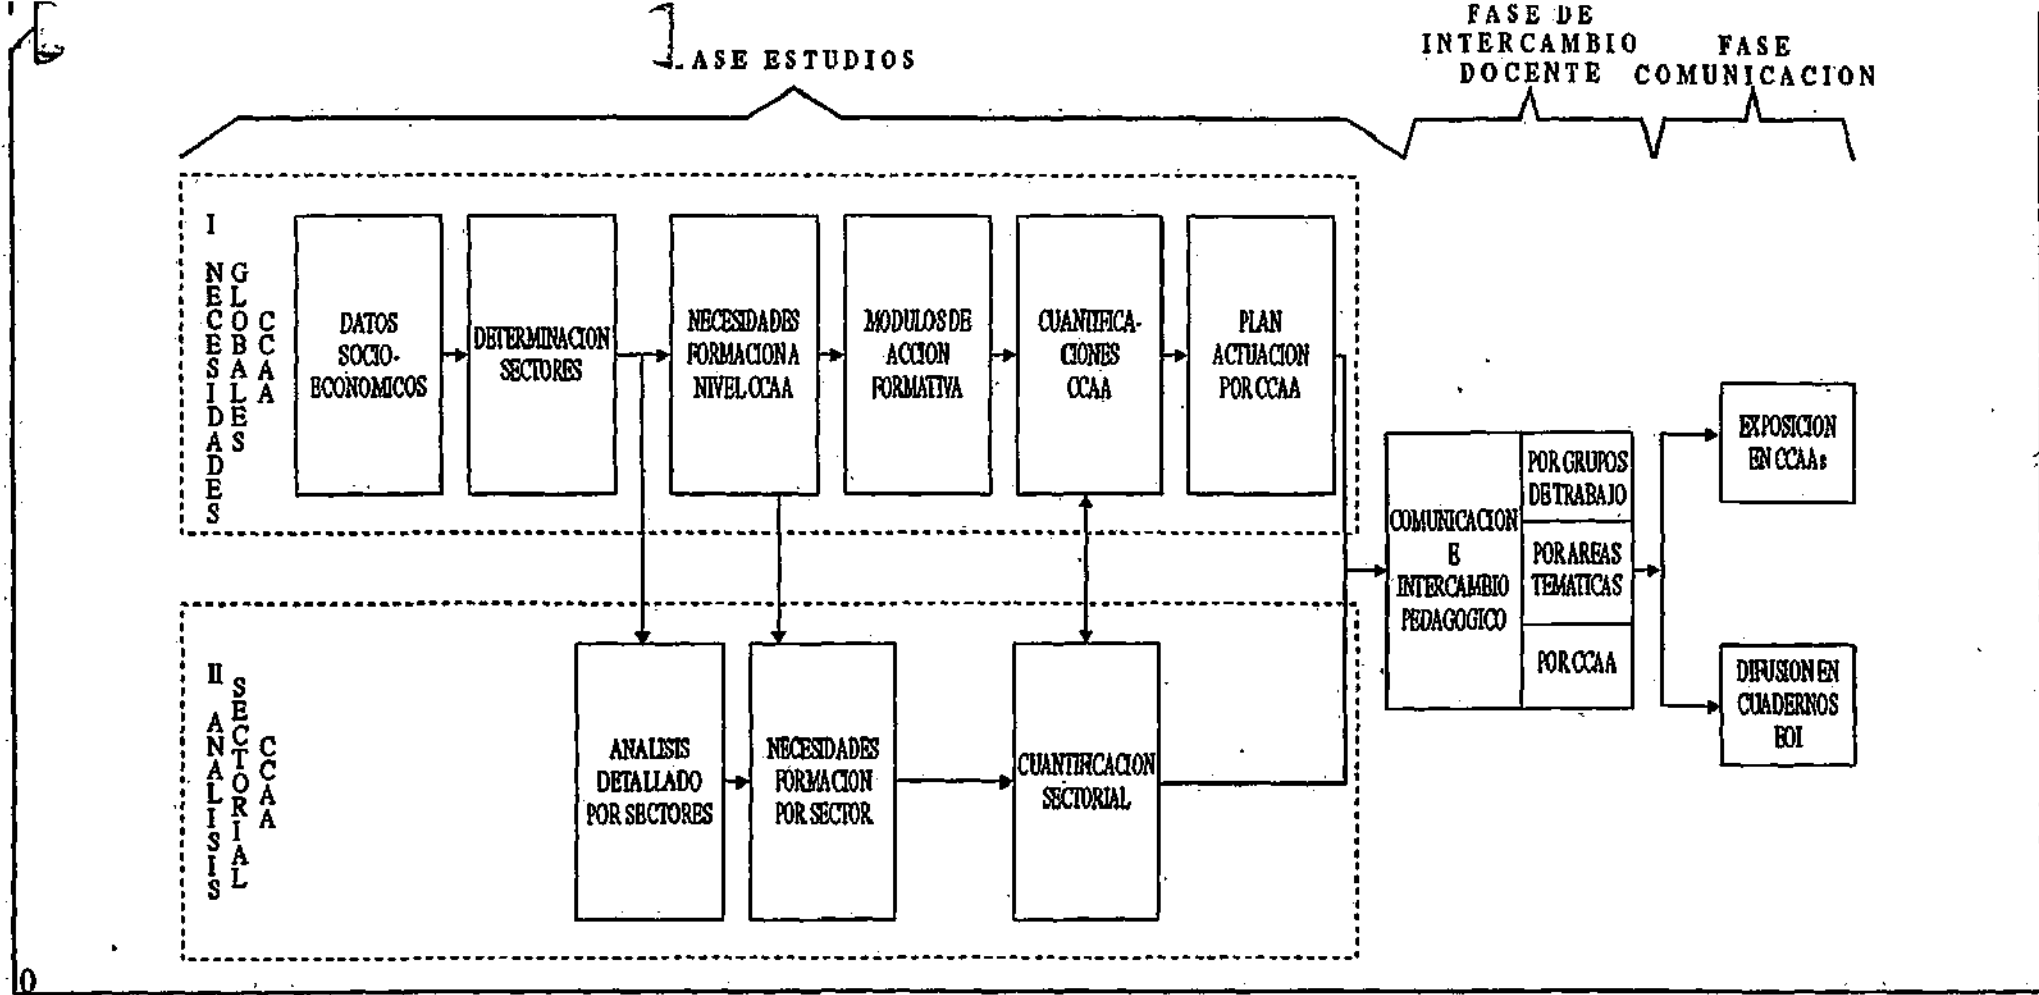 ASE ESTUDIOS
FASE DE
INTERCAMBIO
DOCENTE
FASE
COMUNICACION
I NECESIDADES
GLOBALES
CCAA
DATOS
SOCIO-
ECONOMICOS
DETERMINACION
SECTORES
NECESIDADES
FORMACION A
NIVEL CCAA
MODULOS DE
ACCION
FORMATIVA
CUANTIFICA-
CIONES
CCAA
PLAN
ACTUACION
POR CCAA
COMUNICACION
E
INTERCAMBIO
PEDAGOGICO
POR GRUPOS
DE TRABAJO
POR AREAS
TEMATICAS
POR CCAA
EXPOSICION
EN CCAAs
DIFUSION EN
CUADERNOS
EOI
II ANALISIS
SECTORIAL
CCAA
ANALISIS
DETALLADO
POR SECTORES
NECESIDADES
FORMACION
POR SECTOR
CUANTIFICACION
SECTORIAL
0